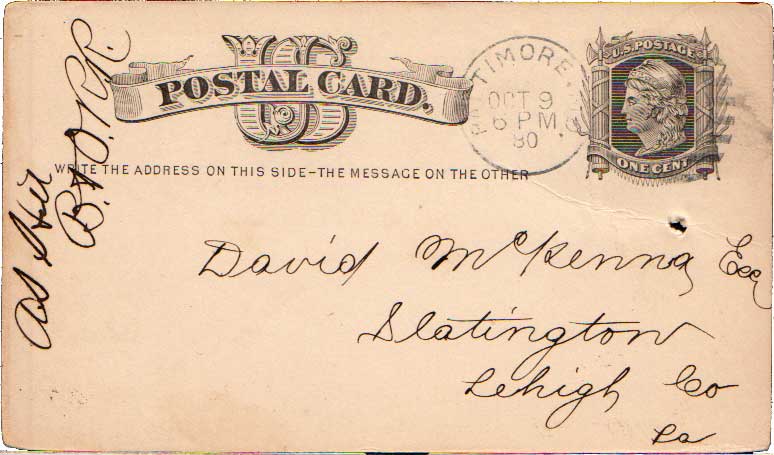 U.S. POSTAGE
US
POSTAL CARD.
BALTIMORE.
OCT 9
6 PM
80
ONE CENT
WRITE THE ADDRESS ON THIS SIDE–THE MESSAGE ON THE OTHER
David McKenna Esq
Slatington
Lehigh Co
Pa
B. & O. R.R.